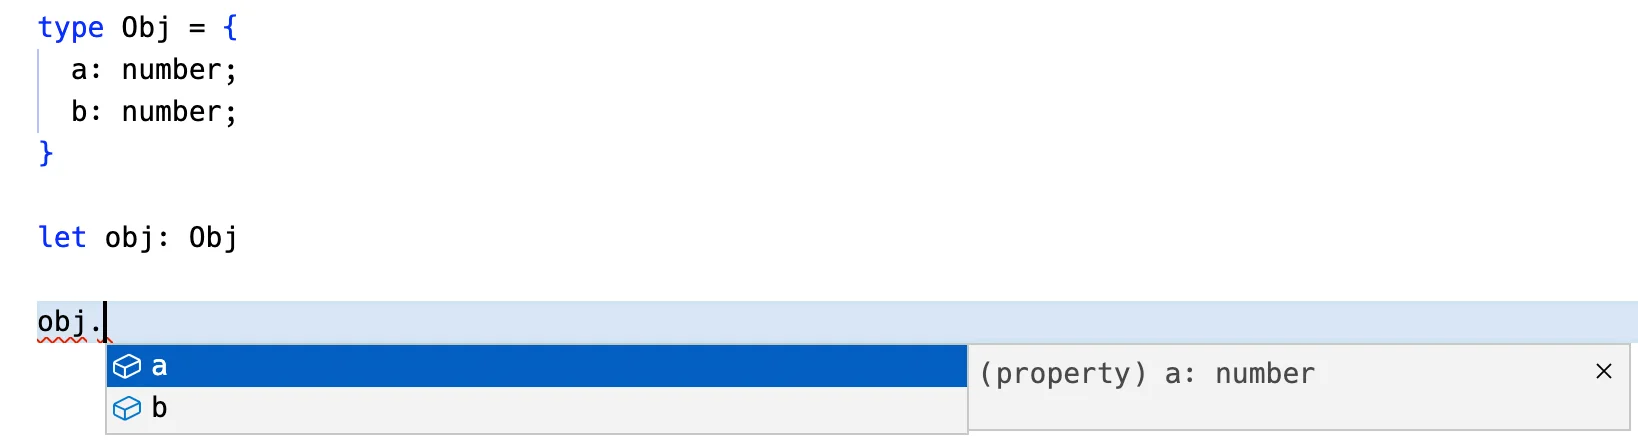 type Obj = {
  a: number;
  b: number;
}
let obj: Obj
obj.
a
(property) a: number
b